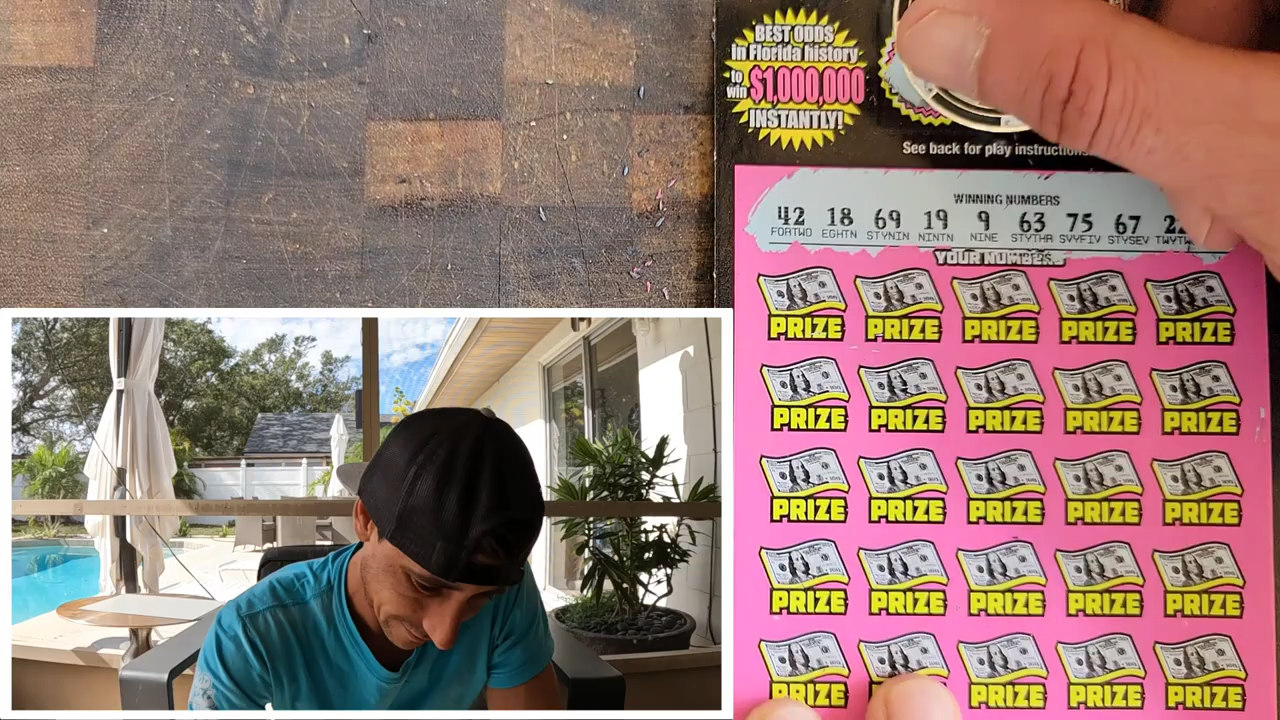 BEST ODDS
in Florida history
to win $1,000,000
INSTANTLY!
See back for play instructions.
WINNING NUMBERS
42 18 69 19 9 63 75 67
FORTWO EGHTN STYNIN NINTN NINE STYTHR SVYFIV STYSEV
YOUR NUMBERS
PRIZE PRIZE PRIZE PRIZE PRIZE
PRIZE PRIZE PRIZE PRIZE PRIZE
PRIZE PRIZE PRIZE PRIZE PRIZE
PRIZE PRIZE PRIZE PRIZE PRIZE
PRIZE PRIZE PRIZE PRIZE PRIZE